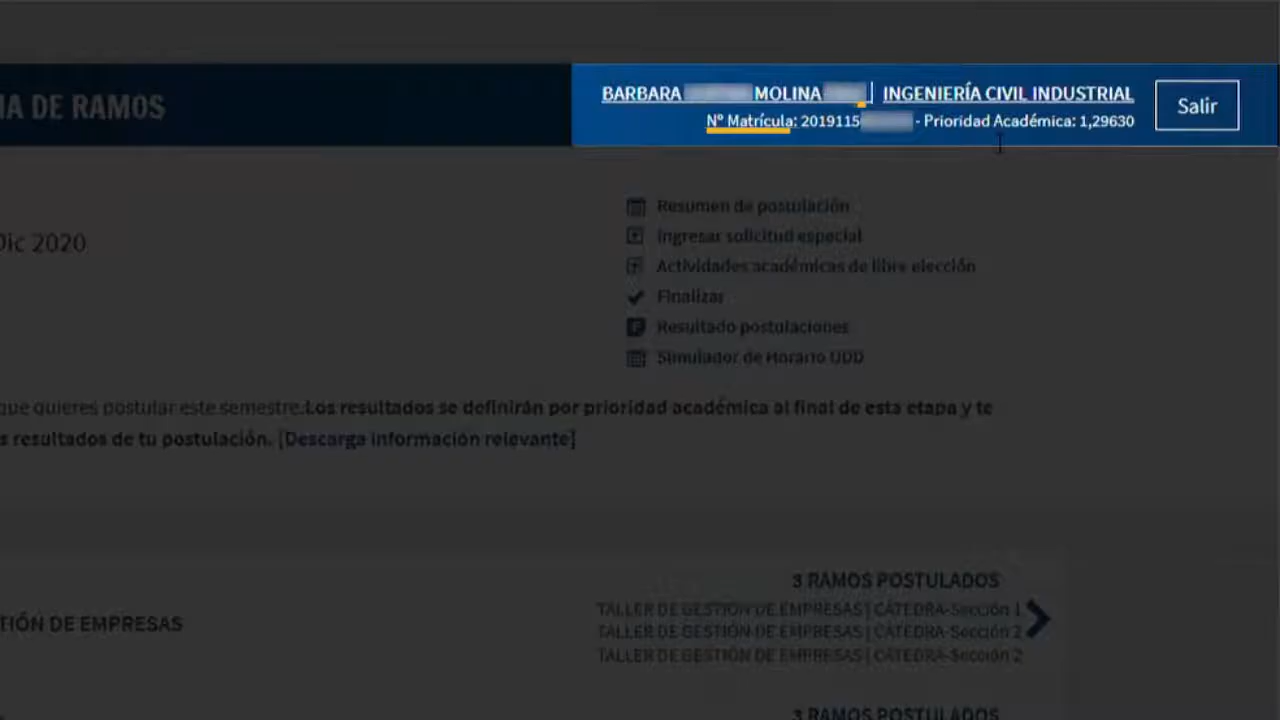 BARBARA MOLINA | INGENIERÍA CIVIL INDUSTRIAL
Salir
IA DE RAMOS
Nº Matrícula: 2019115 - Prioridad Académica: 1,29630
Resumen de postulación
Dic 2020
Ingresar solicitud especial
Actividades académicas de libre elección
Finalizar
Resultado postulaciones
Simulador de Horario UDD
que quieres postular este semestre.Los resultados se definirán por prioridad académica al final de esta etapa y te
s resultados de tu postulación. [Descarga información relevante]
3 RAMOS POSTULADOS
TALLER DE GESTIÓN DE EMPRESAS | CÁTEDRA-Sección 1
TIÓN DE EMPRESAS
TALLER DE GESTIÓN DE EMPRESAS | CÁTEDRA-Sección 2
TALLER DE GESTIÓN DE EMPRESAS | CÁTEDRA-Sección 2
3 RAMOS POSTULADOS